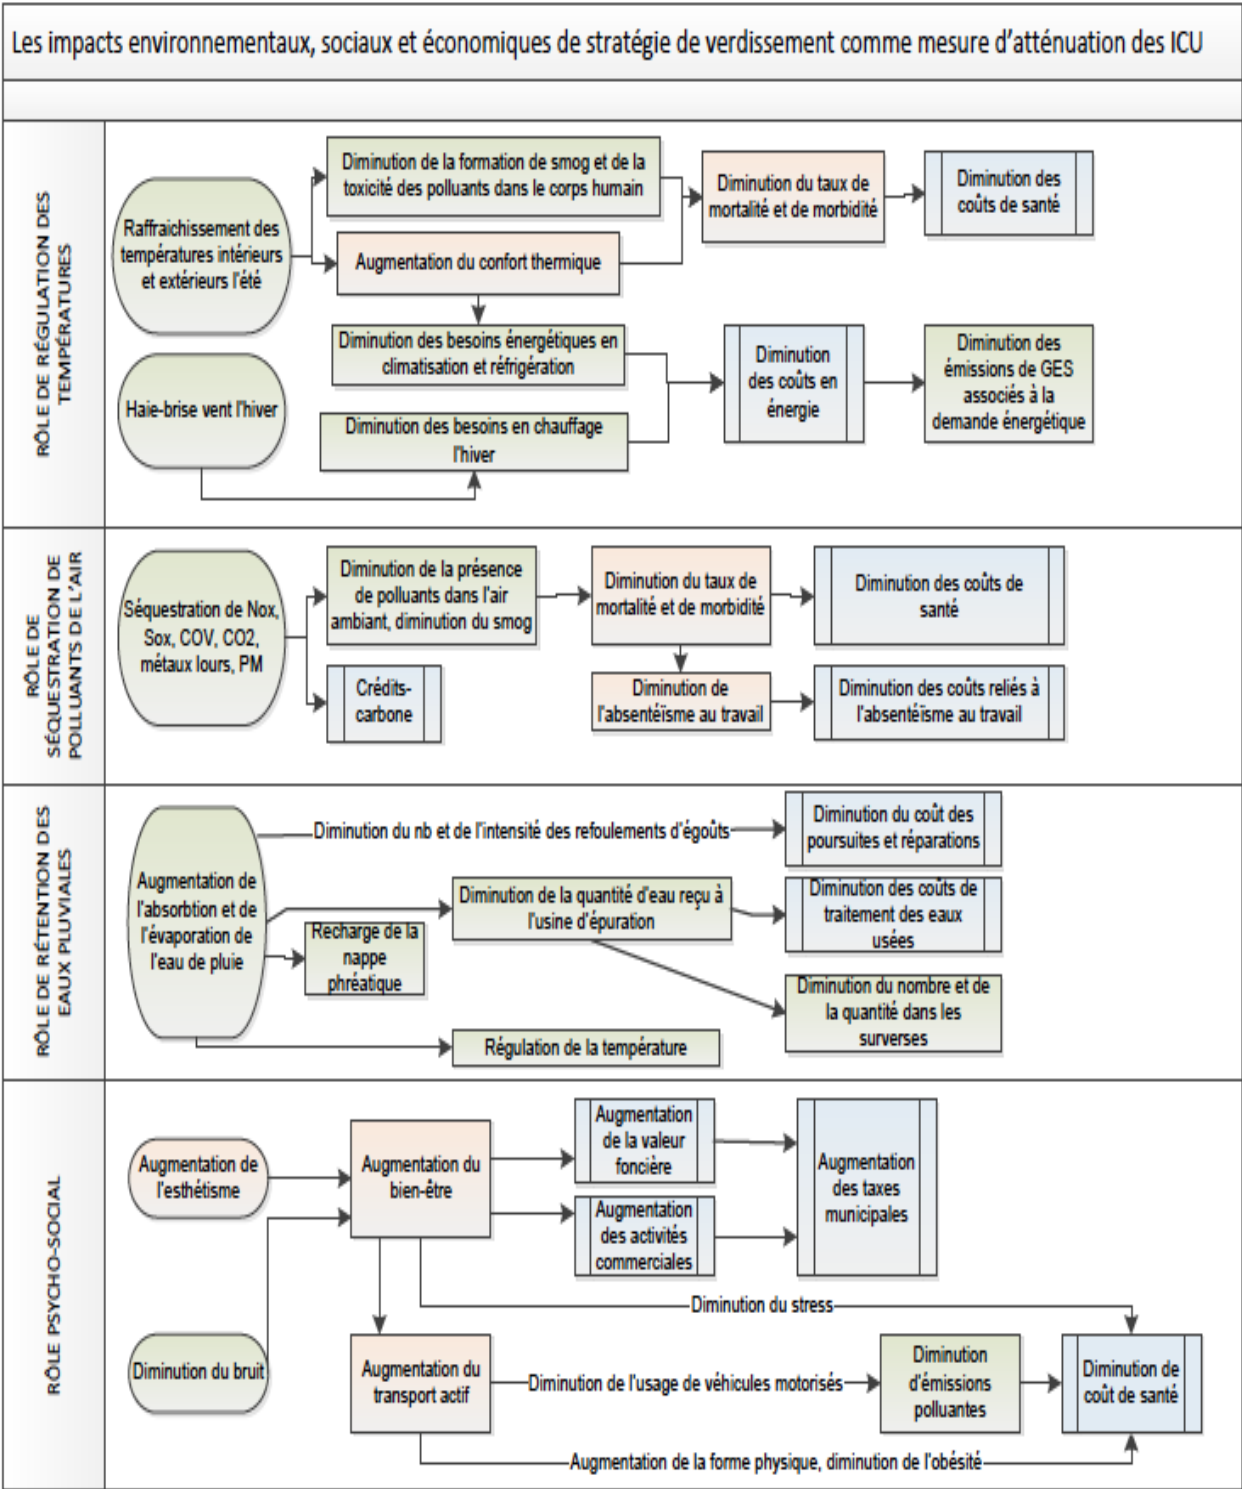 Les impacts environnementaux, sociaux et économiques de stratégie de verdissement comme mesure d'atténuation des ICU
RÔLE DE RÉGULATION DES
TEMPÉRATURES
Raffraichissement des
températures intérieurs
et extérieurs l'été
Diminution de la formation de smog et de la
toxicité des polluants dans le corps humain
Diminution du taux de
mortalité et de morbidité
Diminution des
coûts de santé
Augmentation du confort thermique
Diminution des besoins énergétiques en
climatisation et réfrigération
Haie-brise vent l'hiver
Diminution des besoins en chauffage
l'hiver
Diminution
des coûts en
énergie
Diminution des
émissions de GES
associés à la
demande énergétique
RÔLE DE
SÉQUESTRATION DE
POLLUANTS DE L'AIR
Séquestration de Nox,
Sox, COV, CO2,
métaux lours, PM
Diminution de la présence
de polluants dans l'air
ambiant, diminution du smog
Diminution du taux de
mortalité et de morbidité
Diminution des coûts de
santé
Crédits-
carbone
Diminution de
l'absentéïsme au travail
Diminution des coûts reliés à
l'absentéïsme au travail
RÔLE DE RÉTENTION DES
EAUX PLUVIALES
Augmentation de
l'absorbtion et de
l'évaporation de
l'eau de pluie
Diminution du nb et de l'intensité des refoulements d'égoûts
Diminution du coût des
poursuites et réparations
Diminution de la quantité d'eau reçu à
l'usine d'épuration
Diminution des coûts de
traitement des eaux
usées
Recharge de la
nappe
phréatique
Diminution du nombre et de
la quantité dans les
surverses
Régulation de la température
RÔLE PSYCHO-SOCIAL
Augmentation de
l'esthétisme
Augmentation du
bien-être
Augmentation
de la valeur
foncière
Augmentation
des activités
commerciales
Augmentation
des taxes
municipales
Diminution du stress
Diminution du bruit
Augmentation du
transport actif
Diminution de l'usage de véhicules motorisés
Diminution
d'émissions
polluantes
Diminution de
coût de santé
Augmentation de la forme physique, diminution de l'obésité